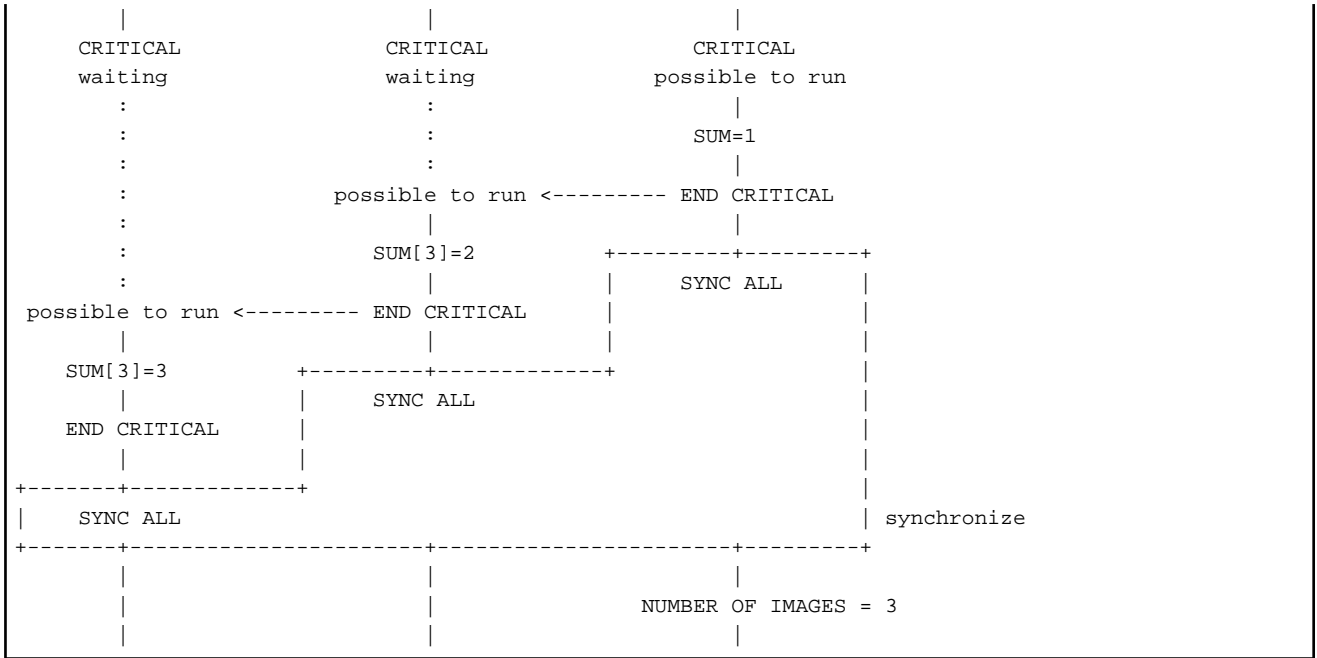 CRITICAL CRITICAL CRITICAL
waiting waiting possible to run
SUM=1
possible to run <--------- END CRITICAL
SUM[3]=2
SYNC ALL
possible to run <--------- END CRITICAL
SUM[3]=3
SYNC ALL
END CRITICAL
SYNC ALL synchronize
NUMBER OF IMAGES = 3